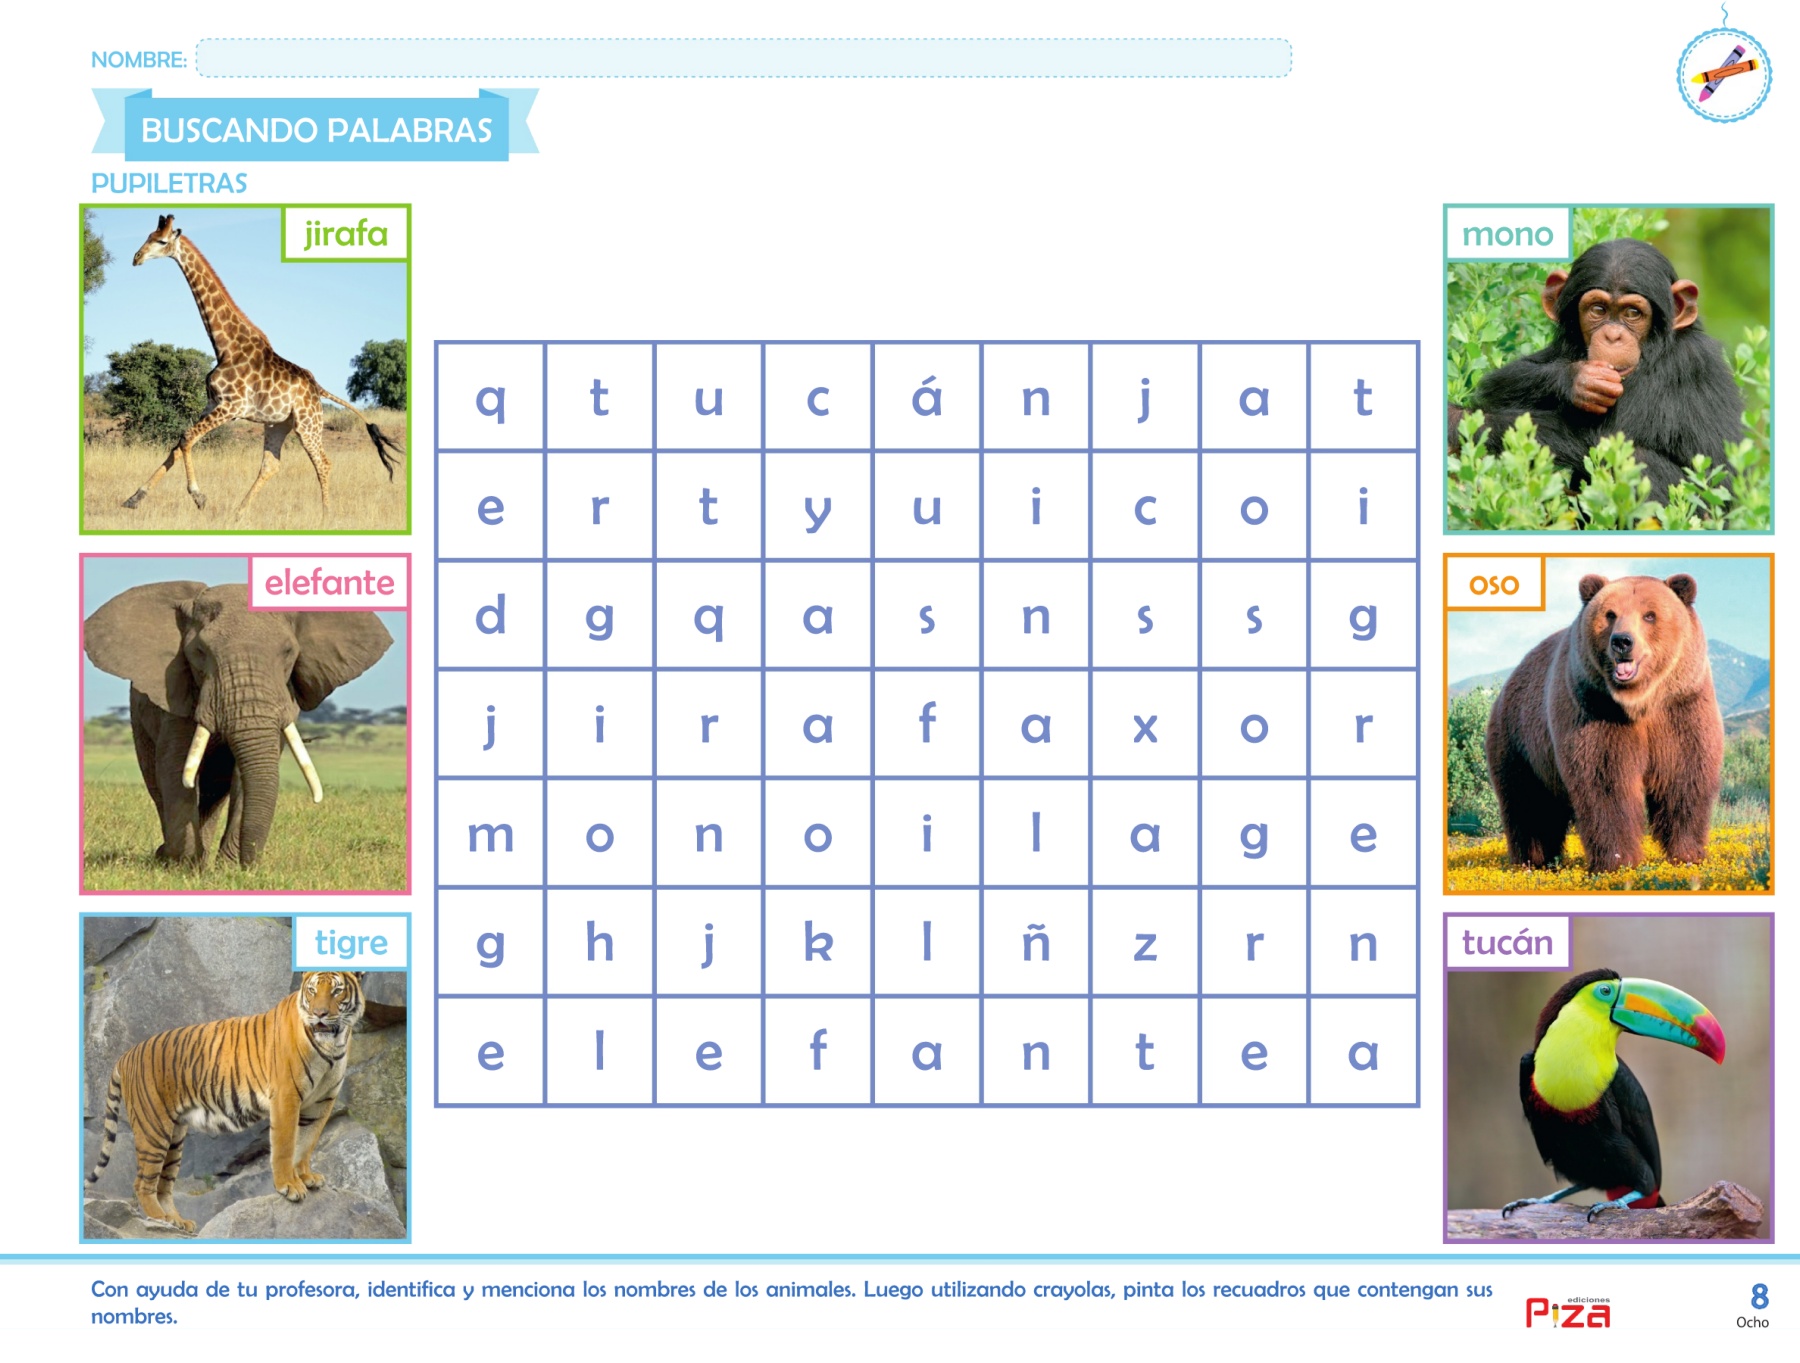 NOMBRE:
BUSCANDO PALABRAS
PUPILETRAS
jirafa
mono
elefante
oso
tigre
tucán
q t u c á n j a t
e r t y u i c o i
d g q a s n s s g
j i r a f a x o r
m o n o i l a g e
g h j k l ñ z r n
e l e f a n t e a
Con ayuda de tu profesora, identifica y menciona los nombres de los animales. Luego utilizando crayolas, pinta los recuadros que contengan sus
nombres.
ediciones
Piza
8
Ocho